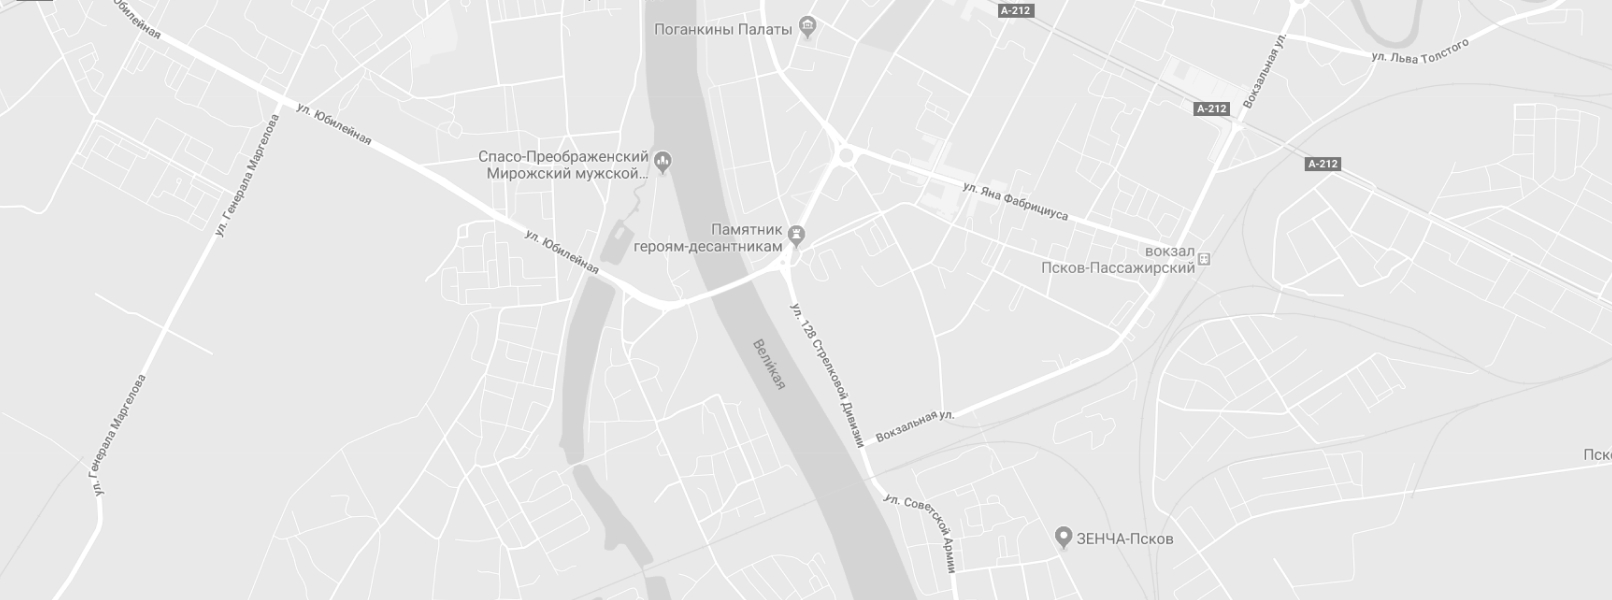 Юбилейная
Поганкины Палаты
А-212
Вокзальная ул.
ул. Льва Толстого
А-212
ул. Юбилейная
ул. Генерала Маргелова
Спасо-Преображенский
Мирожский мужской...
А-212
ул. Яна Фабрициуса
Памятник
героям-десантникам
ул. Юбилейная
вокзал
Псков-Пассажирский
ул. 128 Стрелковой Дивизии
Великая
ул. Генерала Маргелова
Вокзальная ул.
Пск
ул. Советской Армии
ЗЕНЧА-Псков